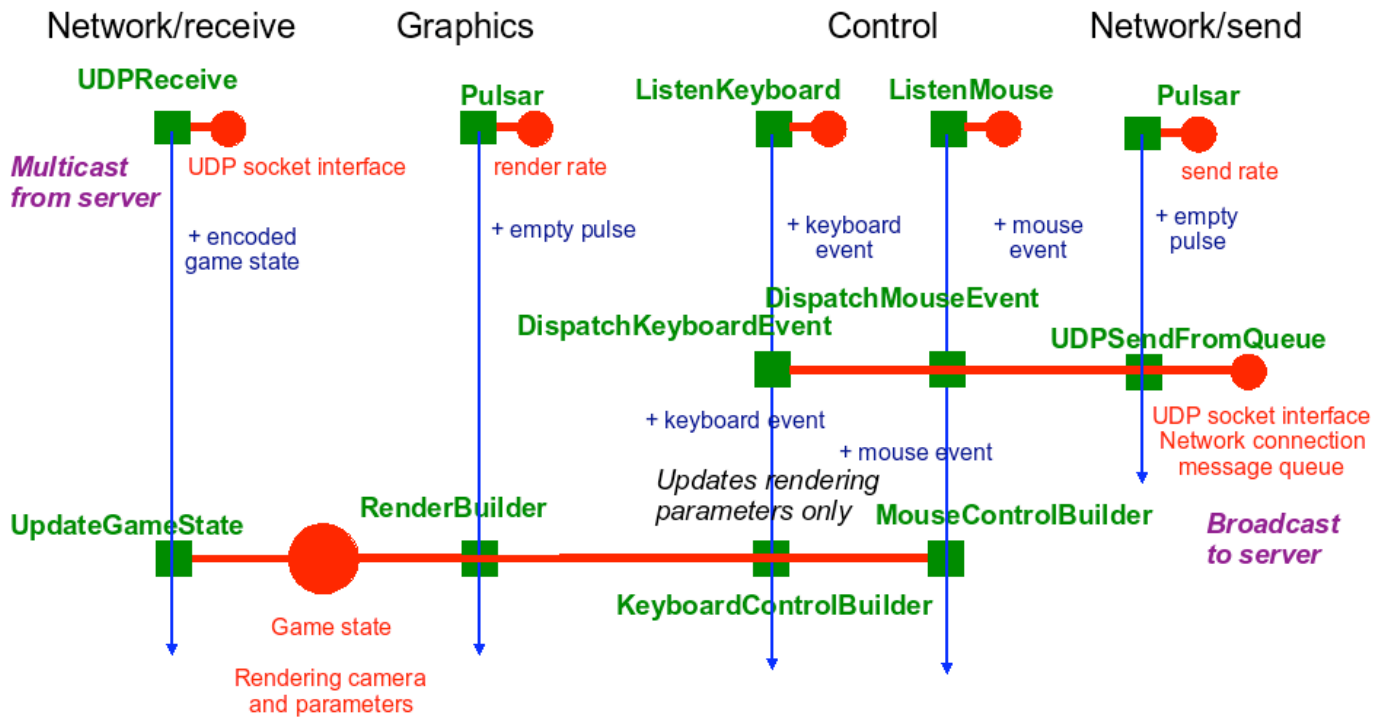 Network/receive
Graphics
Control
Network/send
UDPReceive
Pulsar
ListenKeyboard
ListenMouse
Pulsar
Multicast
from server
UDP socket interface
render rate
send rate
+ encoded
game state
+ empty pulse
+ keyboard
event
+ mouse
event
+ empty
pulse
DispatchMouseEvent
DispatchKeyboardEvent
UDPSendFromQueue
+ keyboard event
+ mouse event
UDP socket interface
Network connection
message queue
Updates rendering
parameters only
RenderBuilder
UpdateGameState
MouseControlBuilder
Broadcast
to server
KeyboardControlBuilder
Game state
Rendering camera
and parameters